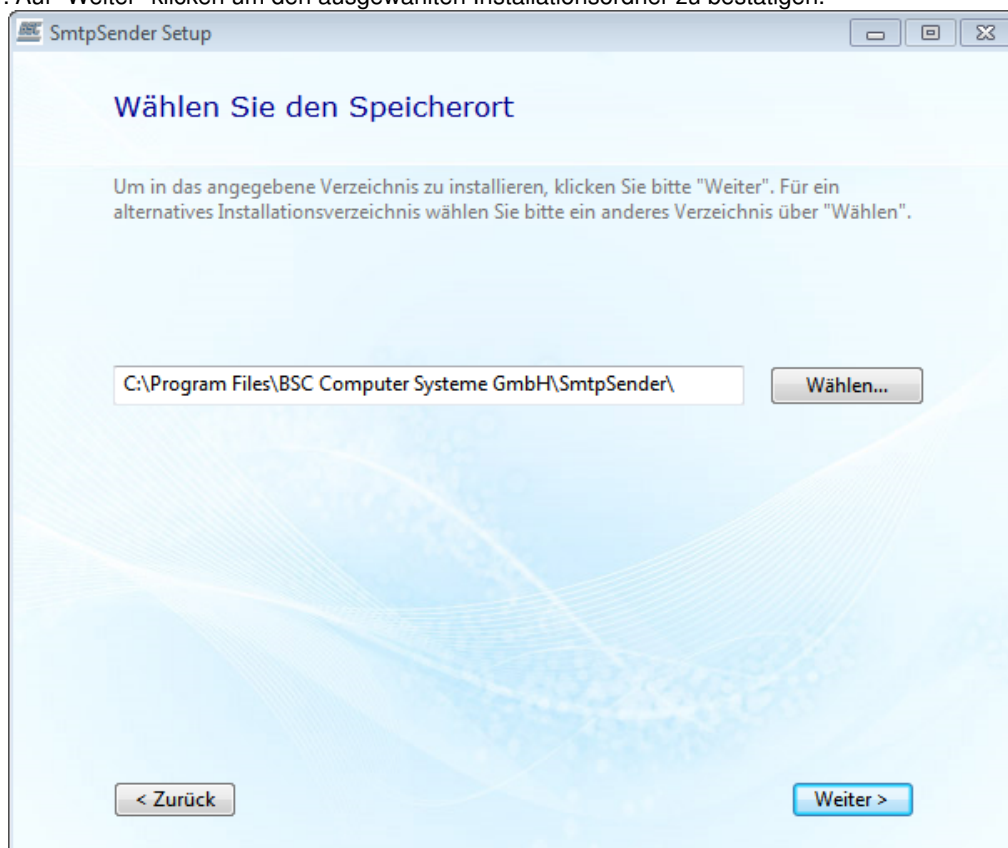 . Auf "Weiter" klicken um den ausgewählten Installationsordner zu bestätigen.
BSC SmtpSender Setup
Wählen Sie den Speicherort
Um in das angegebene Verzeichnis zu installieren, klicken Sie bitte "Weiter". Für ein
alternatives Installationsverzeichnis wählen Sie bitte ein anderes Verzeichnis über "Wählen".
C:\Program Files\BSC Computer Systeme GmbH\SmtpSender\ Wählen...
< Zurück Weiter >